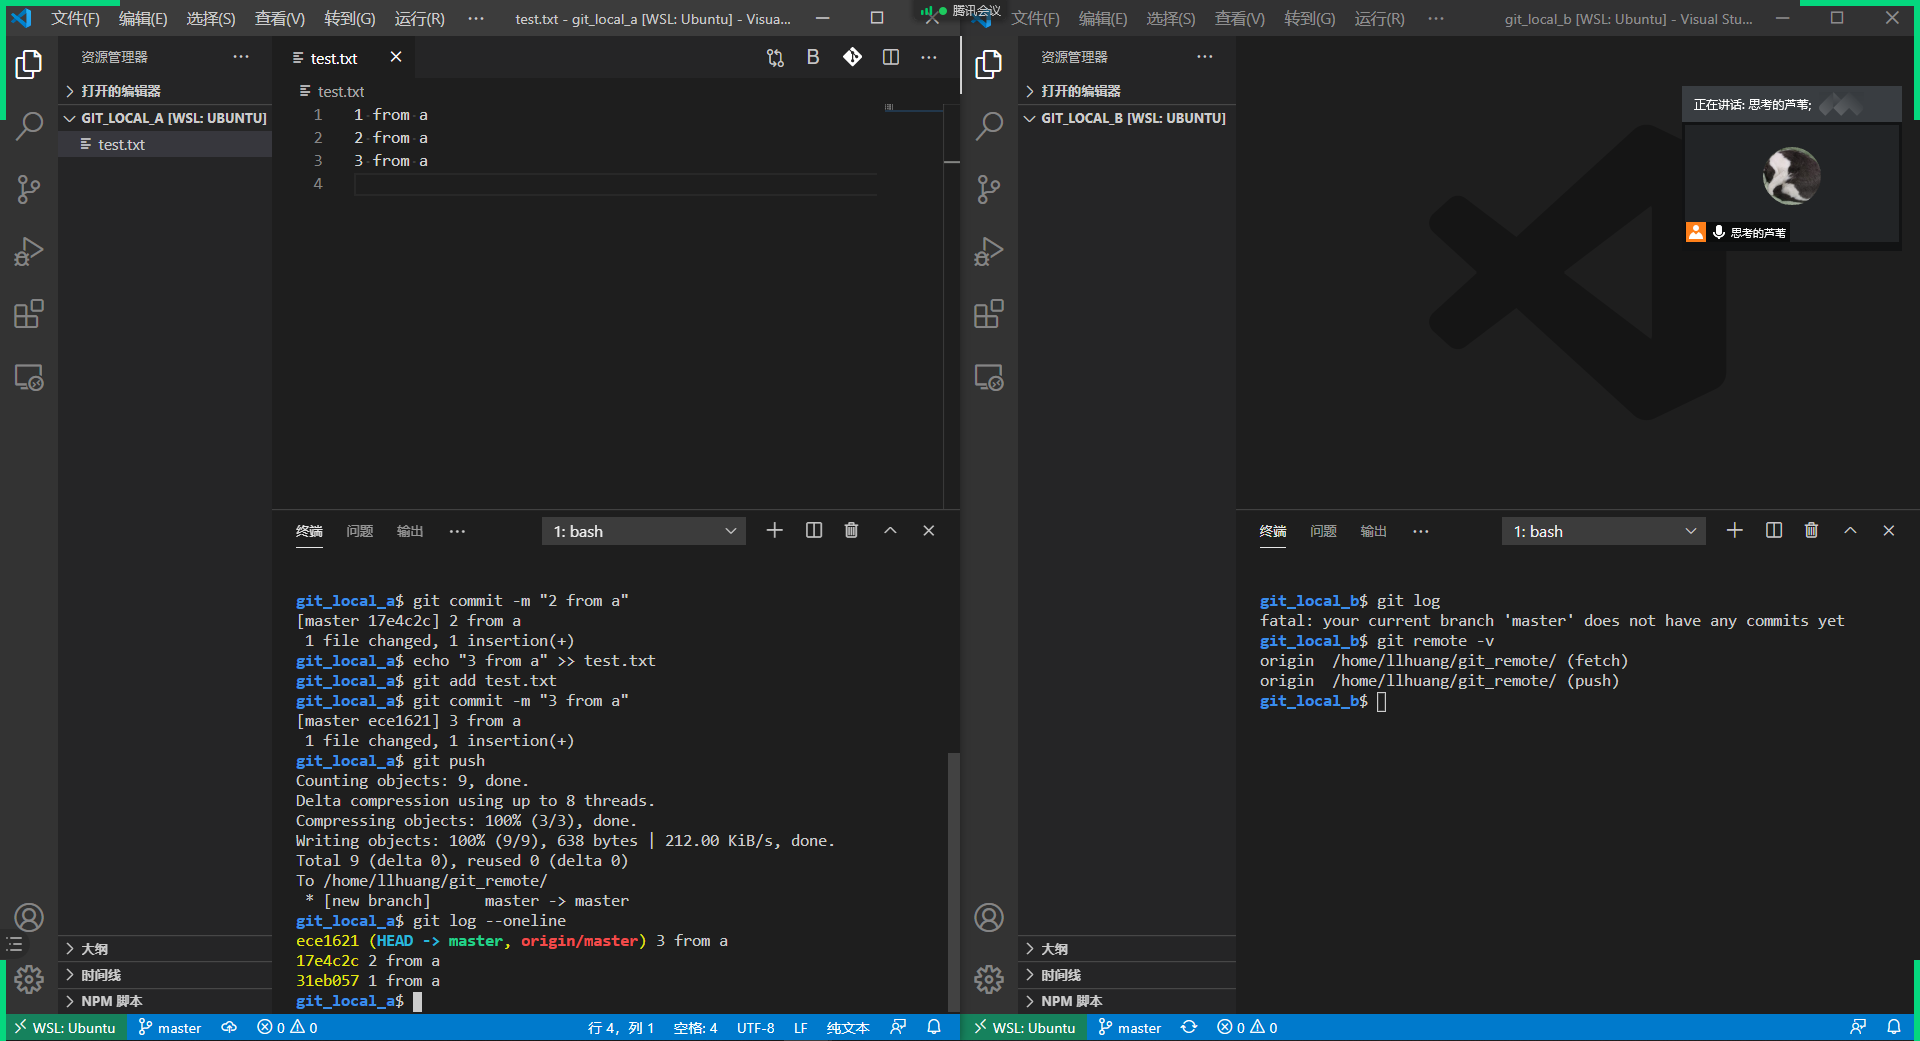 文件(F) 编辑(E) 选择(S) 查看(V) 转到(G) 运行(R) ··· test.txt - git_local_a [WSL: Ubuntu] - Visua...
腾讯会议
文件(F) 编辑(E) 选择(S) 查看(V) 转到(G) 运行(R) ··· git_local_b [WSL: Ubuntu] - Visual Stu...
资源管理器 ···
打开的编辑器
GIT_LOCAL_A [WSL: UBUNTU]
test.txt
大纲
时间线
NPM 脚本
test.txt
B
test.txt
1 1 from a
2 2 from a
3 3 from a
4
终端 问题 输出 ··· 1: bash
git_local_a$ git commit -m "2 from a"
[master 17e4c2c] 2 from a
1 file changed, 1 insertion(+)
git_local_a$ echo "3 from a" >> test.txt
git_local_a$ git add test.txt
git_local_a$ git commit -m "3 from a"
[master ece1621] 3 from a
1 file changed, 1 insertion(+)
git_local_a$ git push
Counting objects: 9, done.
Delta compression using up to 8 threads.
Compressing objects: 100% (3/3), done.
Writing objects: 100% (9/9), 638 bytes | 212.00 KiB/s, done.
Total 9 (delta 0), reused 0 (delta 0)
To /home/llhuang/git_remote/
* [new branch]      master -> master
git_local_a$ git log --oneline
ece1621 (HEAD -> master, origin/master) 3 from a
17e4c2c 2 from a
31eb057 1 from a
git_local_a$
WSL: Ubuntu master 0 0 行 4，列 1 空格: 4 UTF-8 LF 纯文本
资源管理器 ···
打开的编辑器
GIT_LOCAL_B [WSL: UBUNTU]
大纲
时间线
NPM 脚本
正在讲话: 思考的芦苇;
思考的芦苇
终端 问题 输出 ··· 1: bash
git_local_b$ git log
fatal: your current branch 'master' does not have any commits yet
git_local_b$ git remote -v
origin  /home/llhuang/git_remote/ (fetch)
origin  /home/llhuang/git_remote/ (push)
git_local_b$
WSL: Ubuntu master 0 0